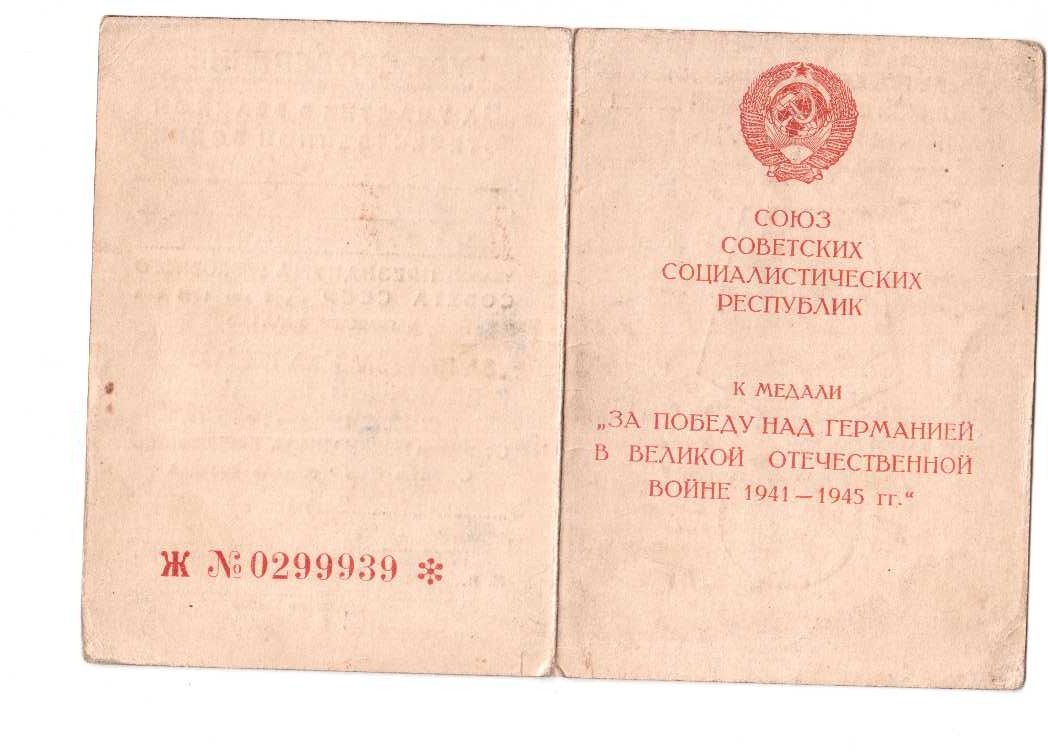 Ж № 0299939 *
СОЮЗ
СОВЕТСКИХ
СОЦИАЛИСТИЧЕСКИХ
РЕСПУБЛИК
К МЕДАЛИ
„ЗА ПОБЕДУ НАД ГЕРМАНИЕЙ
В ВЕЛИКОЙ ОТЕЧЕСТВЕННОЙ
ВОЙНЕ 1941—1945 гг.“